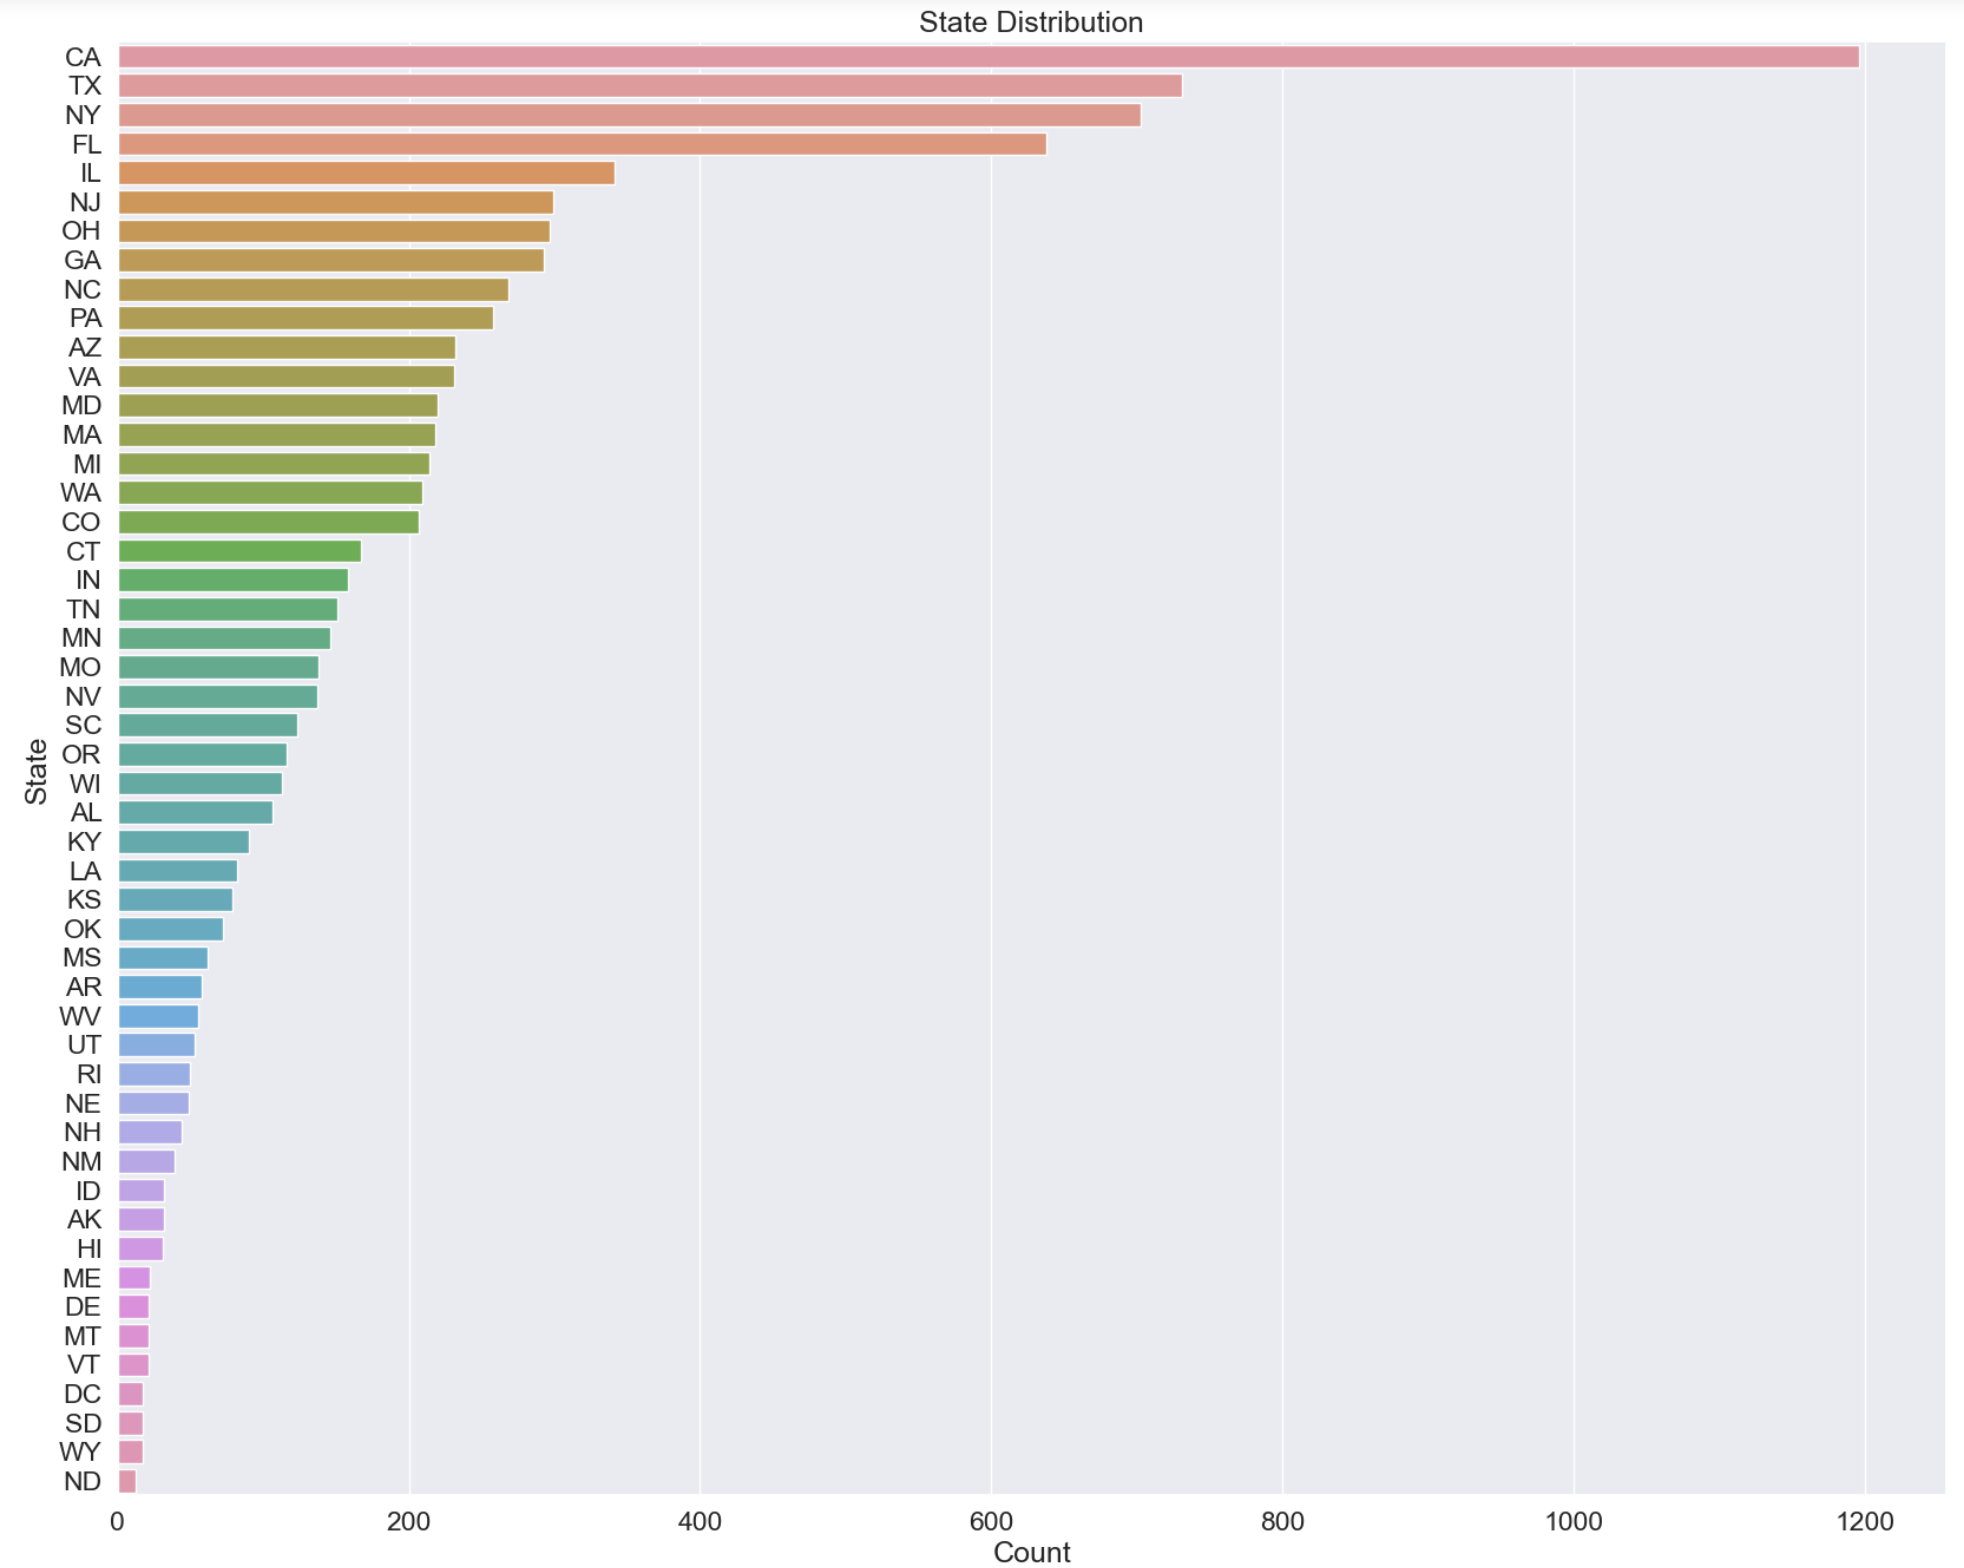 State Distribution
CA
TX
NY
FL
IL
NJ
OH
GA
NC
PA
AZ
VA
MD
MA
MI
WA
CO
CT
IN
TN
MN
MO
NV
SC
OR
WI
AL
KY
LA
KS
OK
MS
AR
WV
UT
RI
NE
NH
NM
ID
AK
HI
ME
DE
MT
VT
DC
SD
WY
ND
State
0 200 400 600 800 1000 1200
Count